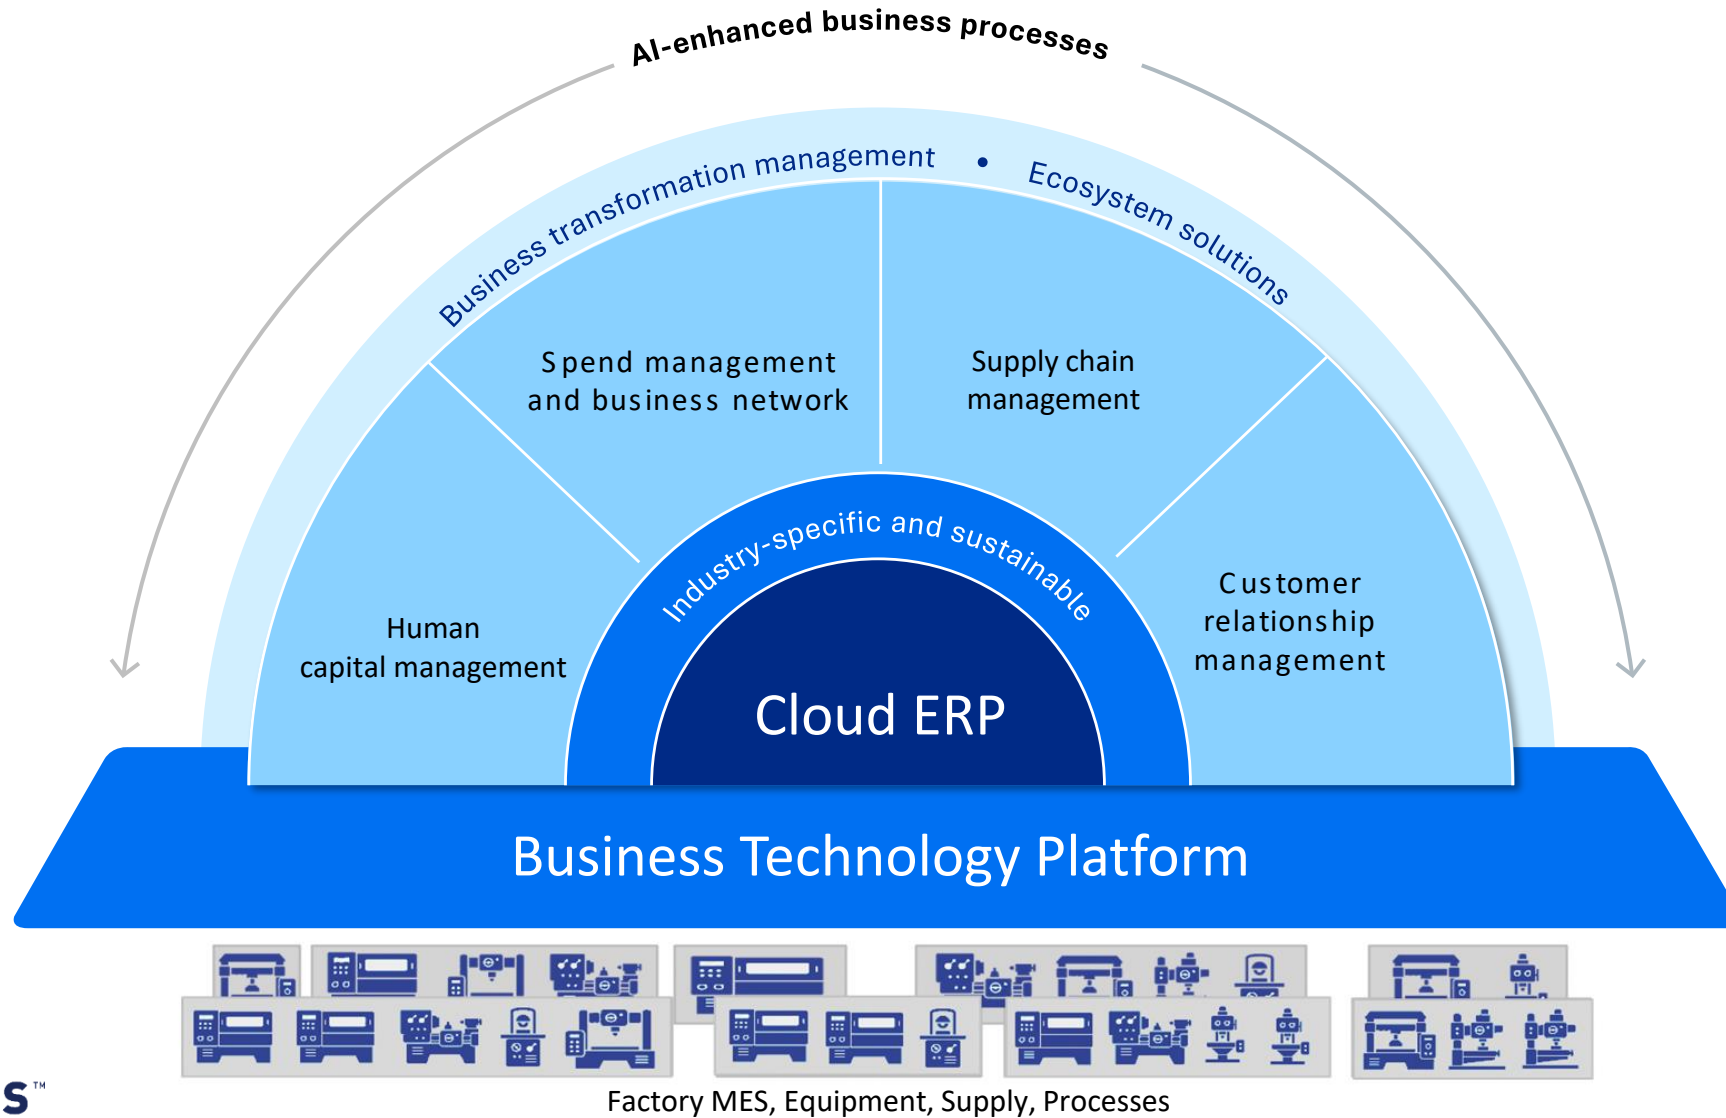 AI-enhanced business processes
Business transformation management • Ecosystem solutions
Spend management
and business network
Supply chain
management
Industry-specific and sustainable
Human
capital management
Customer
relationship
management
Cloud ERP
Business Technology Platform
Factory MES, Equipment, Supply, Processes
S™